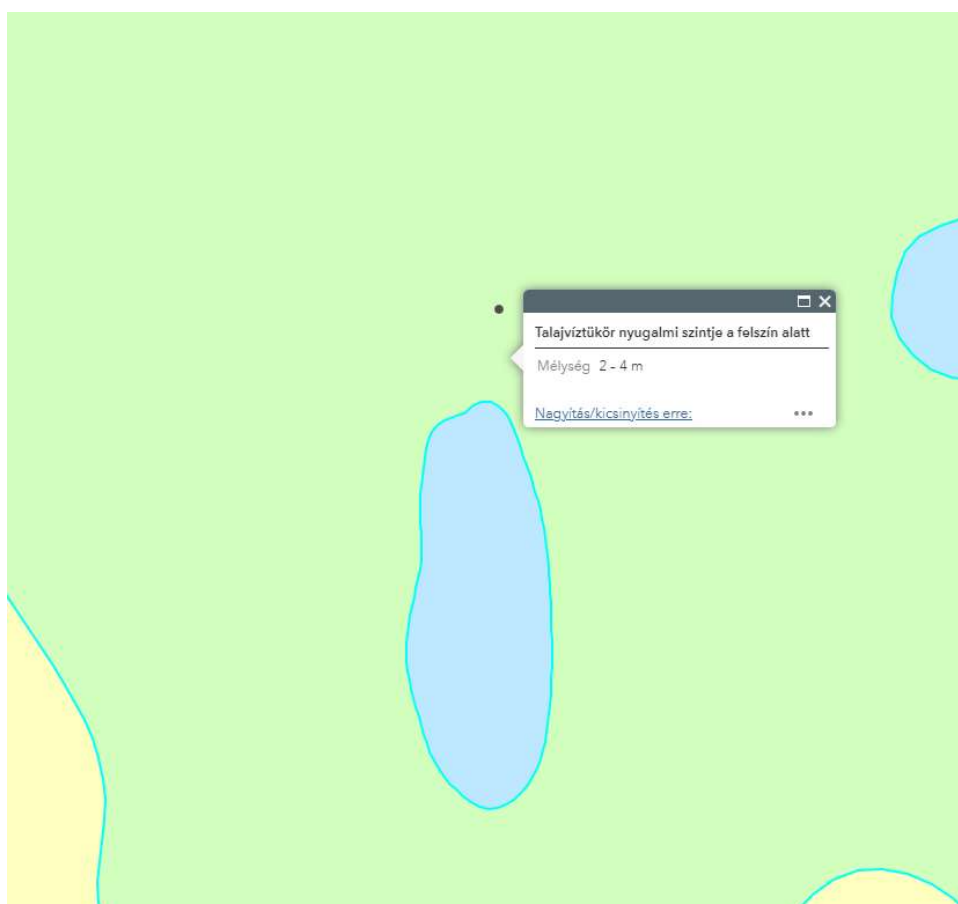 Talajvíztükör nyugalmi szintje a felszín alatt
Mélység 2 - 4 m
Nagyítás/kicsinyítés erre: